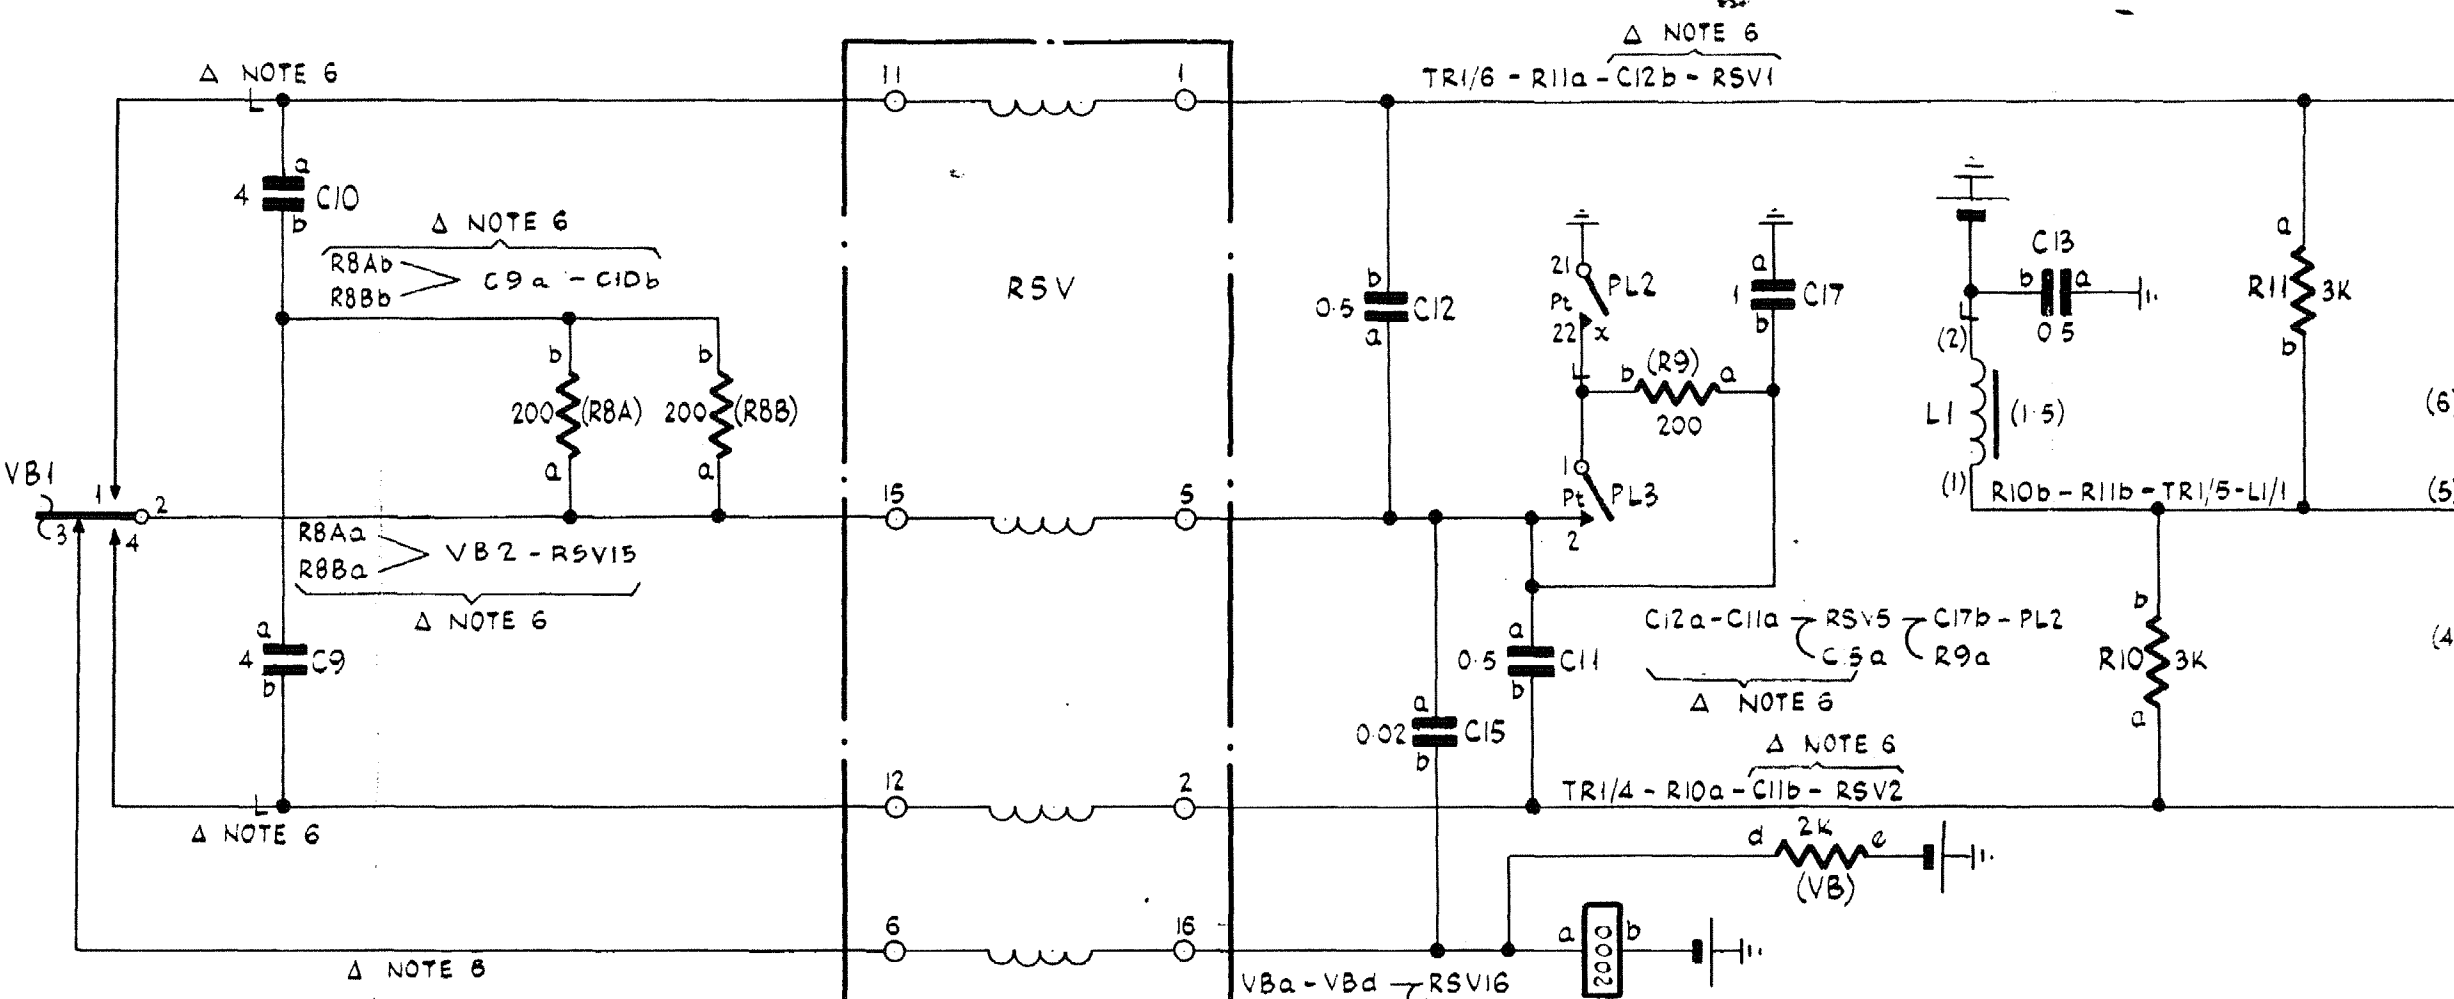 Δ NOTE 6
TR1/6 - R11a - C12b - RSV1
Δ NOTE 6
11
1
a
4
C10
b
Δ NOTE 6
R8Ab
R8Bb
C9a - C10b
RSV
b
0.5
C12
a
21
PL2
Pt
22
x
a
1
C17
b
C13
b
a
0.5
a
R11
3K
b
(2)
L1
(1.5)
(1)
b
200
(R8A)
a
b
200
(R8B)
a
b
(R9)
a
200
(6)
VB1
1
2
3
4
15
5
1
Pt
PL3
2
R10b - R11b - TR1/5 - L1/1
(5)
R8Aa
R8Ba
VB2 - RSV15
Δ NOTE 6
a
4
C9
b
a
0.5
C11
b
C12a - C11a
RSV5
C17b - PL2
R9a
Δ NOTE 6
b
R10
3K
a
(4
a
0.02
C15
b
Δ NOTE 6
TR1/4 - R10a - C11b - RSV2
12
2
Δ NOTE 6
d
2K
e
(VB)
6
16
a
2000
b
Δ NOTE 8
VBa - VBd
RSV16